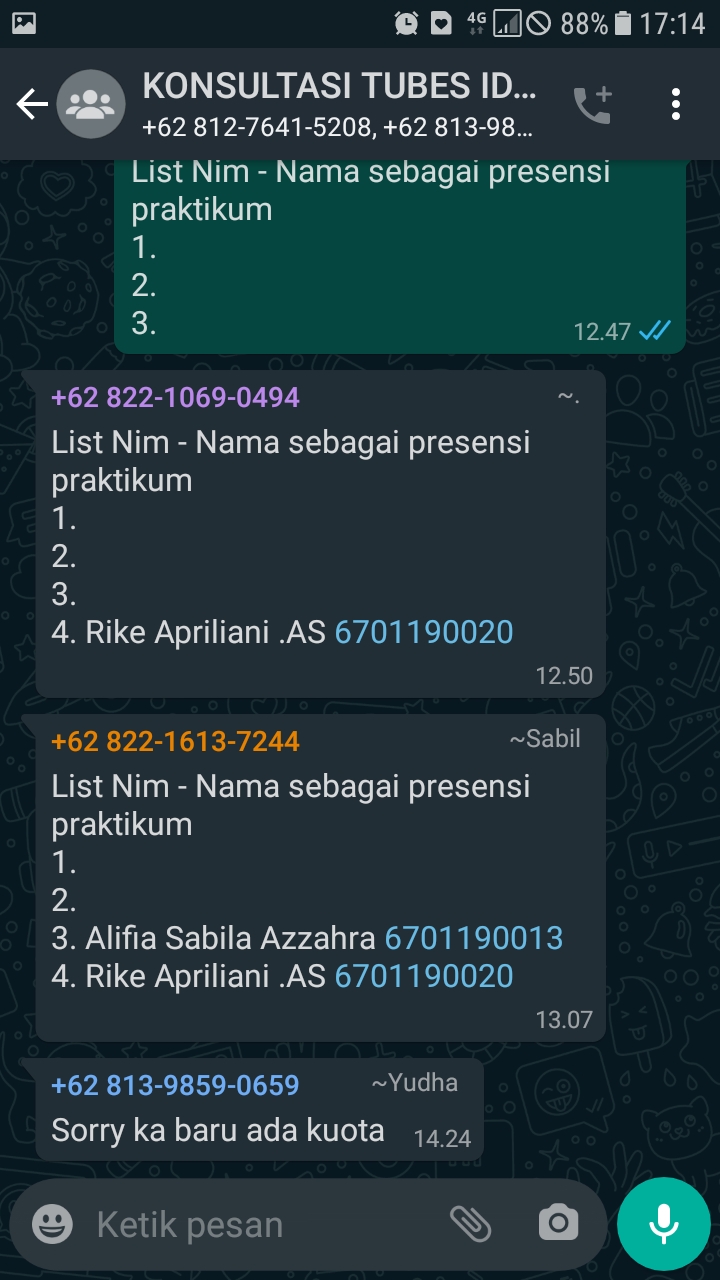 4G 88% 17:14
KONSULTASI TUBES ID...
+62 812-7641-5208, +62 813-98...
List Nim - Nama sebagai presensi
praktikum
1.
2.
3.
12.47
+62 822-1069-0494 ~.
List Nim - Nama sebagai presensi
praktikum
1.
2.
3.
4. Rike Apriliani .AS 6701190020
12.50
+62 822-1613-7244 ~Sabil
List Nim - Nama sebagai presensi
praktikum
1.
2.
3. Alifia Sabila Azzahra 6701190013
4. Rike Apriliani .AS 6701190020
13.07
+62 813-9859-0659 ~Yudha
Sorry ka baru ada kuota 14.24
Ketik pesan